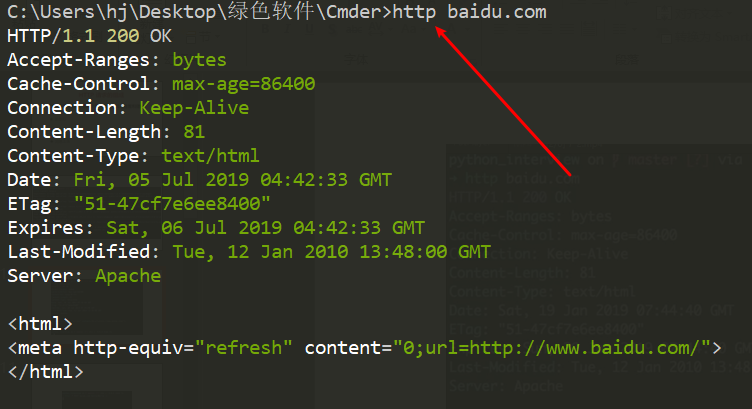 C:\Users\hj\Desktop\绿色软件\Cmder>http baidu.com
HTTP/1.1 200 OK
Accept-Ranges: bytes
Cache-Control: max-age=86400
Connection: Keep-Alive
Content-Length: 81
Content-Type: text/html
Date: Fri, 05 Jul 2019 04:42:33 GMT
ETag: "51-47cf7e6ee8400"
Expires: Sat, 06 Jul 2019 04:42:33 GMT
Last-Modified: Tue, 12 Jan 2010 13:48:00 GMT
Server: Apache
<html>
<meta http-equiv="refresh" content="0;url=http://www.baidu.com/">
</html>